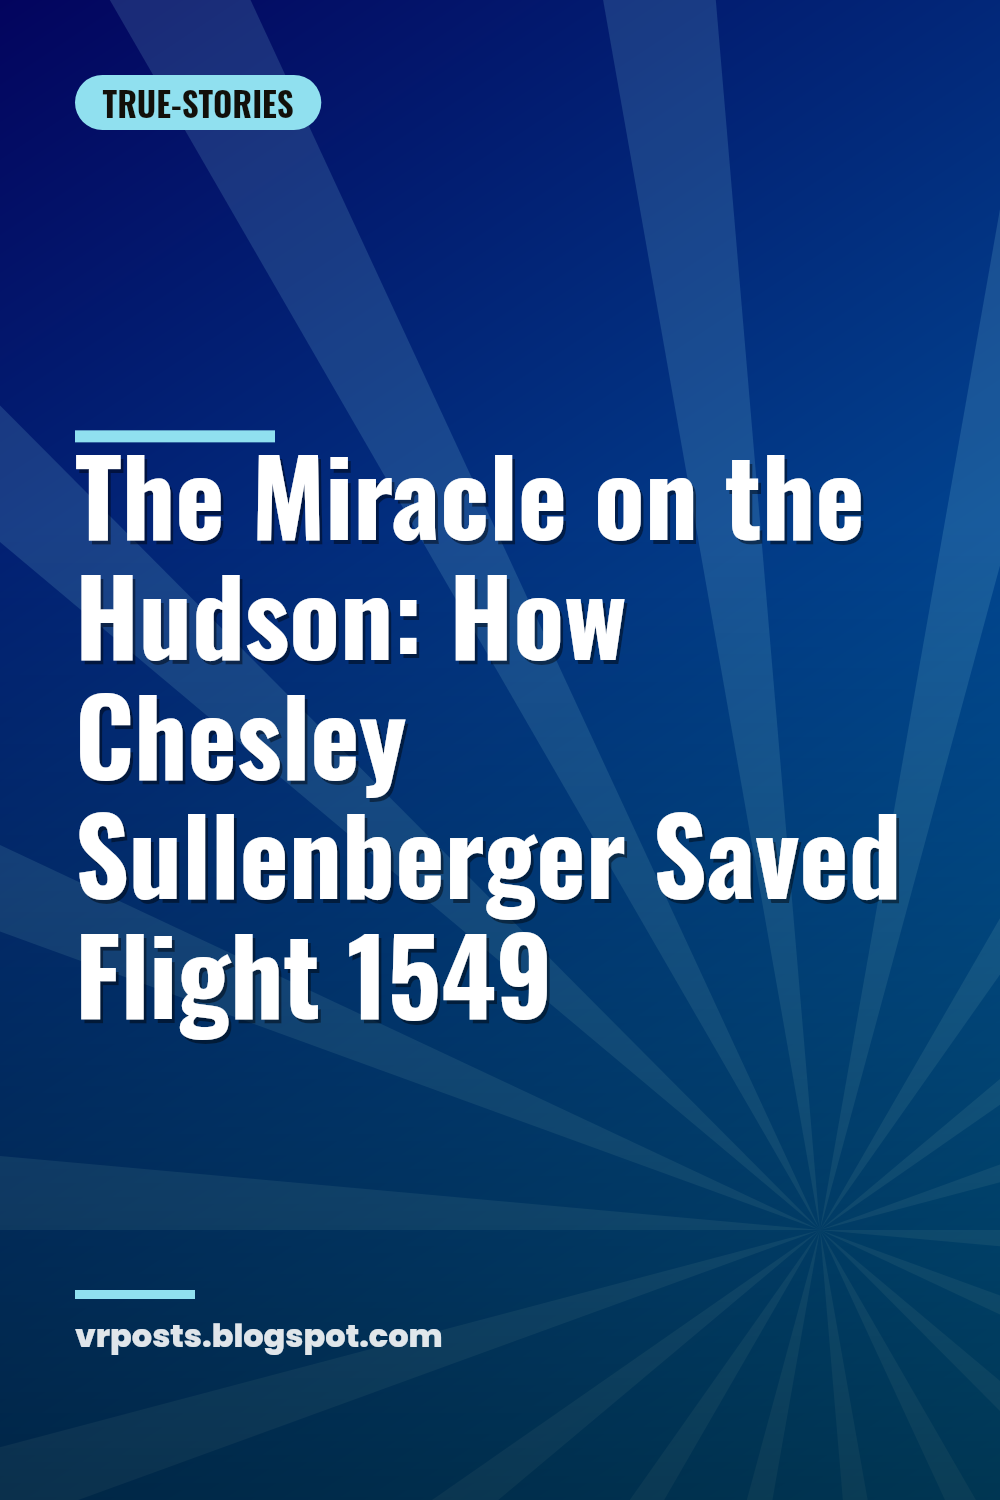 TRUE-STORIES
The Miracle on the
Hudson: How
Chesley
Sullenberger Saved
Flight 1549
vrposts.blogspot.com